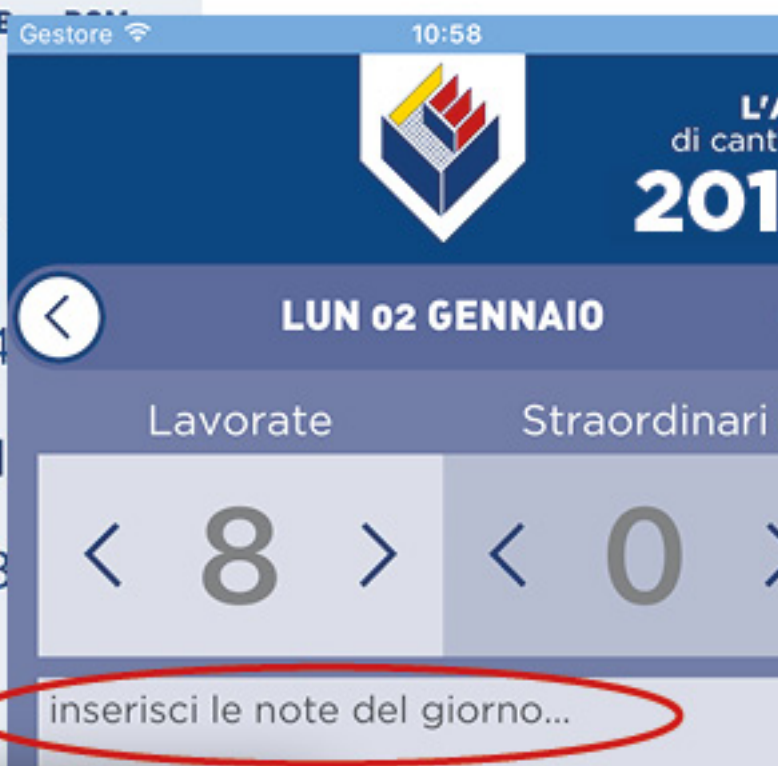 Gestore 10:58
L'A
di cant
201
LUN 02 GENNAIO
Lavorate Straordinari
8 0
inserisci le note del giorno...